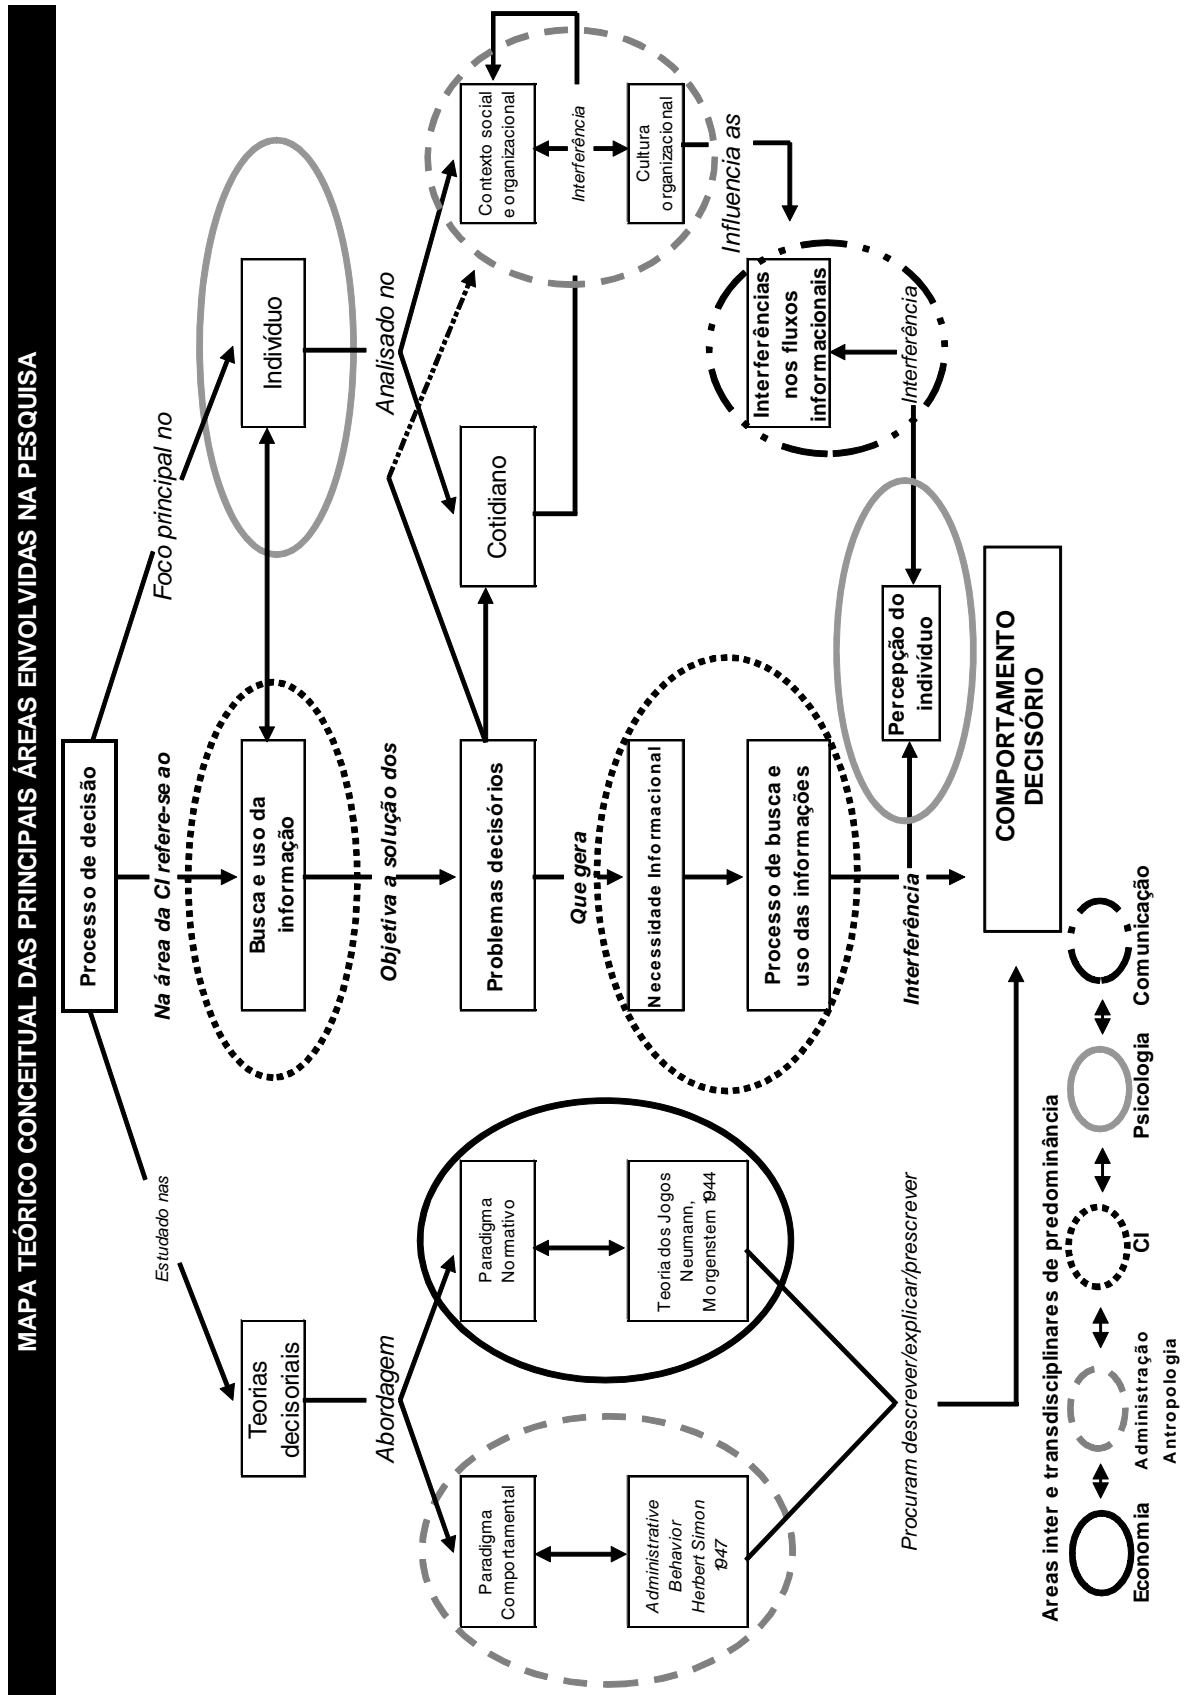 MAPA TEÓRICO CONCEITUAL DAS PRINCIPAIS ÁREAS ENVOLVIDAS NA PESQUISA
Processo de decisão
Estudado nas
Na área da CI refere-se ao
Foco principal no
Teorias
decisoriais
Busca e uso da
informação
Indivíduo
Abordagem
Objetiva a solução dos
Analisado no
Paradigma
Comportamental
Paradigma
Normativo
Problemas decisórios
Cotidiano
Contexto social
e organizacional
Que gera
Interferência
Administrative
Behavior
Herbert Simon
1947
Teoria dos Jogos
Neumann,
Morgenstern 1944
Necessidade Informacional
Cultura
organizacional
Influencia as
Processo de busca e
uso das informações
Interferências
nos fluxos
informacionais
Procuram descrever/explicar/prescrever
Interferência
Percepção do
indivíduo
Interferência
COMPORTAMENTO
DECISÓRIO
Areas inter e transdisciplinares de predominância
Economia
Administração
Antropologia
CI
Psicologia
Comunicação